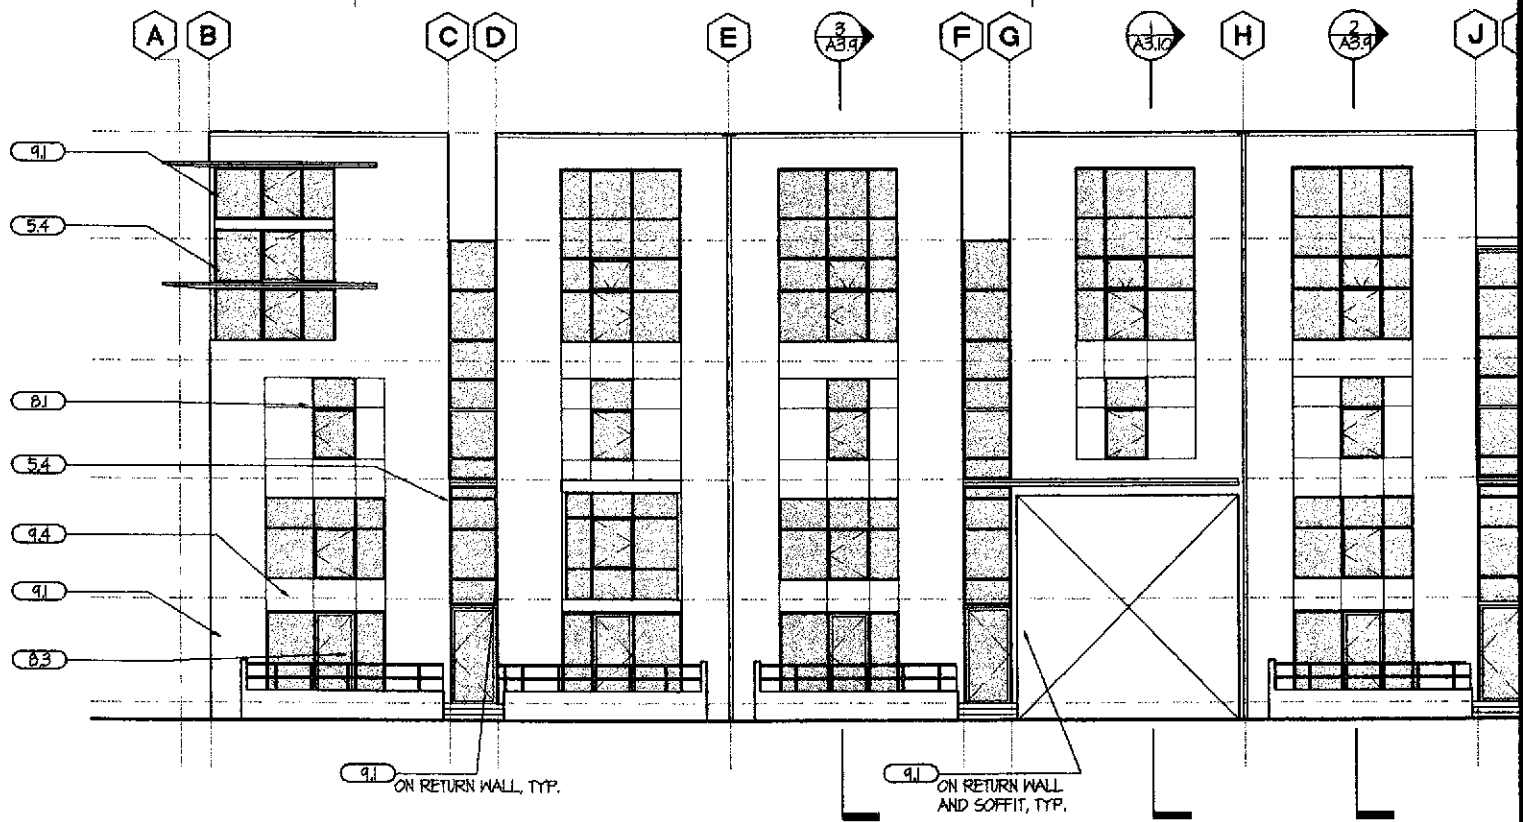 A B C D E 3 F G 1 H 2 J
A3.9 A3.10 A3.9
9.1
5.4
8.1
5.4
9.4
9.1
8.3
9.1 ON RETURN WALL, TYP.
9.1 ON RETURN WALL
AND SOFFIT, TYP.